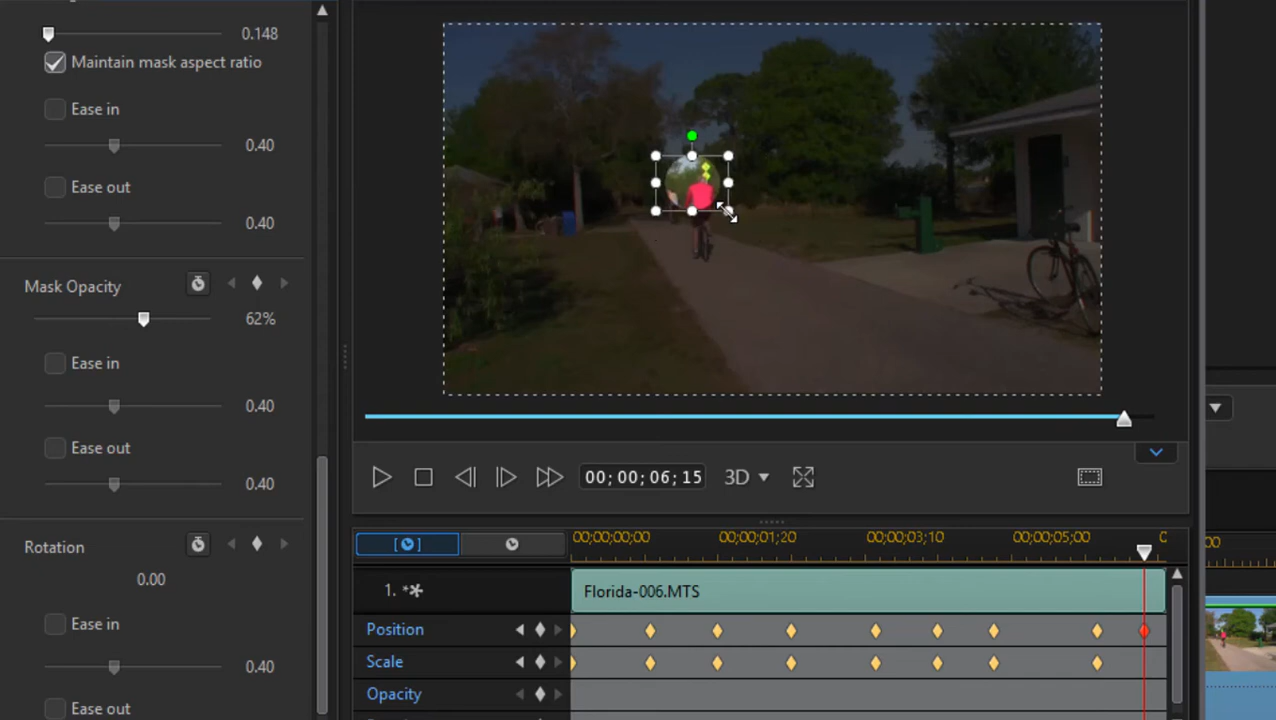 0.148
Maintain mask aspect ratio
Ease in
0.40
Ease out
0.40
Mask Opacity
62%
Ease in
0.40
Ease out
0.40
Rotation
0.00
Ease in
0.40
Ease out
00; 00; 06; 15
3D
00;00;00;00 00;00;01;20 00;00;03;10 00;00;05;00 0
00
1. *
Florida-006.MTS
Position
Scale
Opacity